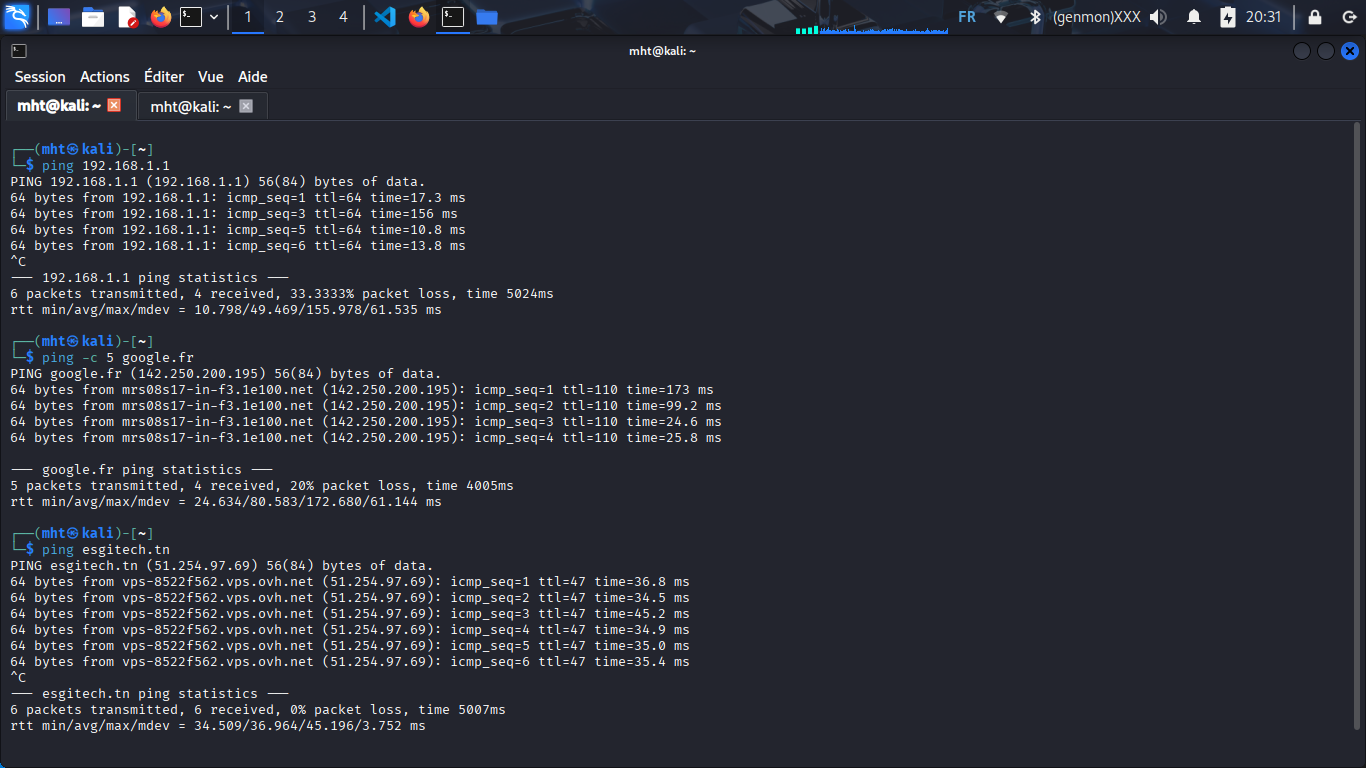 1 2 3 4 FR (genmon)XXX 20:31
mht@kali: ~
Session Actions Éditer Vue Aide
mht@kali: ~ mht@kali: ~
┌──(mht㉿kali)-[~]
└─$ ping 192.168.1.1
PING 192.168.1.1 (192.168.1.1) 56(84) bytes of data.
64 bytes from 192.168.1.1: icmp_seq=1 ttl=64 time=17.3 ms
64 bytes from 192.168.1.1: icmp_seq=3 ttl=64 time=156 ms
64 bytes from 192.168.1.1: icmp_seq=5 ttl=64 time=10.8 ms
64 bytes from 192.168.1.1: icmp_seq=6 ttl=64 time=13.8 ms
^C
--- 192.168.1.1 ping statistics ---
6 packets transmitted, 4 received, 33.3333% packet loss, time 5024ms
rtt min/avg/max/mdev = 10.798/49.469/155.978/61.535 ms
┌──(mht㉿kali)-[~]
└─$ ping -c 5 google.fr
PING google.fr (142.250.200.195) 56(84) bytes of data.
64 bytes from mrs08s17-in-f3.1e100.net (142.250.200.195): icmp_seq=1 ttl=110 time=173 ms
64 bytes from mrs08s17-in-f3.1e100.net (142.250.200.195): icmp_seq=2 ttl=110 time=99.2 ms
64 bytes from mrs08s17-in-f3.1e100.net (142.250.200.195): icmp_seq=3 ttl=110 time=24.6 ms
64 bytes from mrs08s17-in-f3.1e100.net (142.250.200.195): icmp_seq=4 ttl=110 time=25.8 ms
--- google.fr ping statistics ---
5 packets transmitted, 4 received, 20% packet loss, time 4005ms
rtt min/avg/max/mdev = 24.634/80.583/172.680/61.144 ms
┌──(mht㉿kali)-[~]
└─$ ping esgitech.tn
PING esgitech.tn (51.254.97.69) 56(84) bytes of data.
64 bytes from vps-8522f562.vps.ovh.net (51.254.97.69): icmp_seq=1 ttl=47 time=36.8 ms
64 bytes from vps-8522f562.vps.ovh.net (51.254.97.69): icmp_seq=2 ttl=47 time=34.5 ms
64 bytes from vps-8522f562.vps.ovh.net (51.254.97.69): icmp_seq=3 ttl=47 time=45.2 ms
64 bytes from vps-8522f562.vps.ovh.net (51.254.97.69): icmp_seq=4 ttl=47 time=34.9 ms
64 bytes from vps-8522f562.vps.ovh.net (51.254.97.69): icmp_seq=5 ttl=47 time=35.0 ms
64 bytes from vps-8522f562.vps.ovh.net (51.254.97.69): icmp_seq=6 ttl=47 time=35.4 ms
^C
--- esgitech.tn ping statistics ---
6 packets transmitted, 6 received, 0% packet loss, time 5007ms
rtt min/avg/max/mdev = 34.509/36.964/45.196/3.752 ms